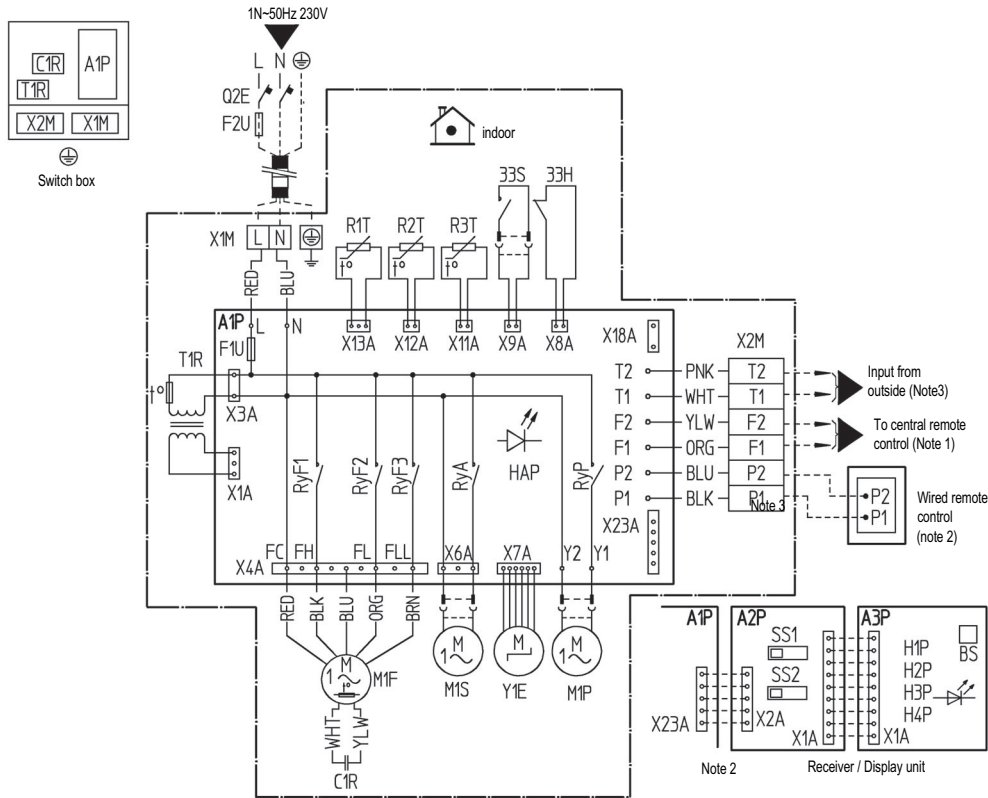 1N~50Hz 230V
L N
C1R A1P
T1R
X2M X1M
Switch box
Q2E
F2U
indoor
33S 33H
R1T R2T R3T
X1M L N
RED BLU
A1P L N
X13A X12A X11A X9A X8A
X18A
X2M
F1U
T1R
X3A
X1A
T2 PNK T2
T1 WHT T1
F2 YLW F2
F1 ORG F1
P2 BLU P2
P1 BLK P1
Note 3
Input from
outside (Note3)
To central remote
control (Note 1)
P2
P1
Wired remote
control
(note 2)
HAP
RyF1 RyF2 RyF3 RyA RyP
X23A
FC FH FL FLL X6A X7A Y2 Y1
X4A
RED BLK BLU ORG BRN
M
1~
M1F
M
1~
M1S
M
Y1E
M
1~
M1P
WHT YLW
C1R
A1P A2P A3P
SS1
SS2
H1P
H2P
H3P
H4P
BS
X23A X2A X1A X1A
Note 2
Receiver / Display unit